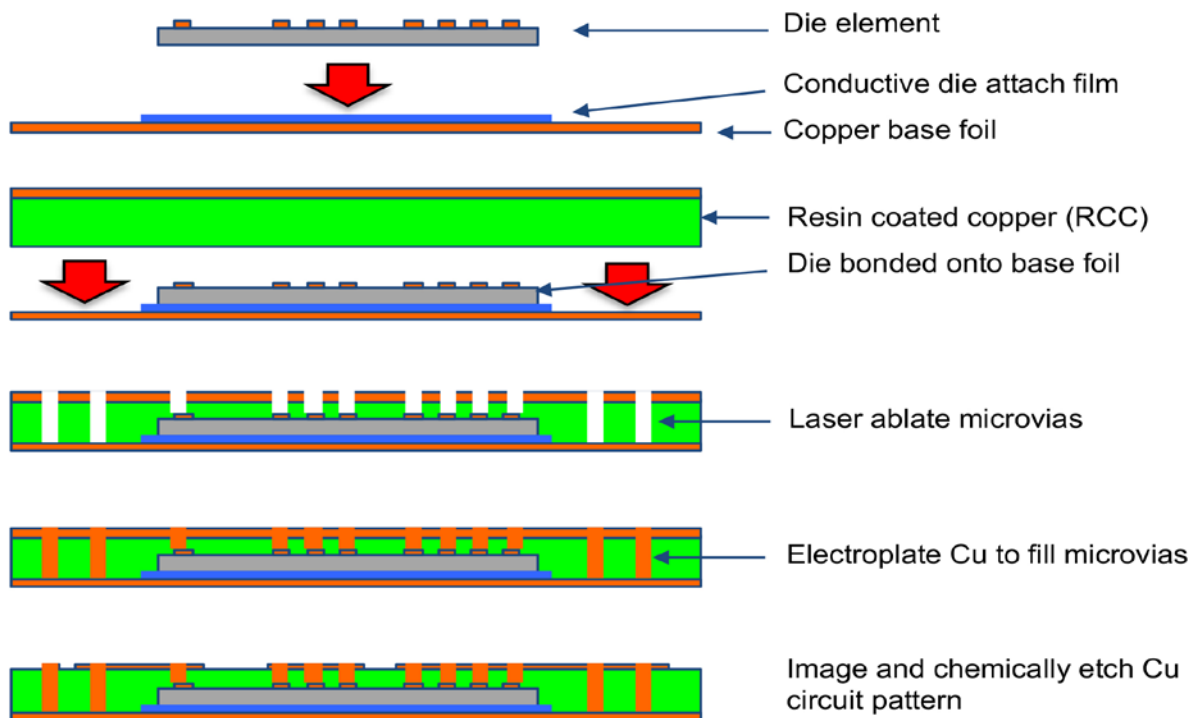 Die element
Conductive die attach film
Copper base foil
Resin coated copper (RCC)
Die bonded onto base foil
Laser ablate microvias
Electroplate Cu to fill microvias
Image and chemically etch Cu
circuit pattern